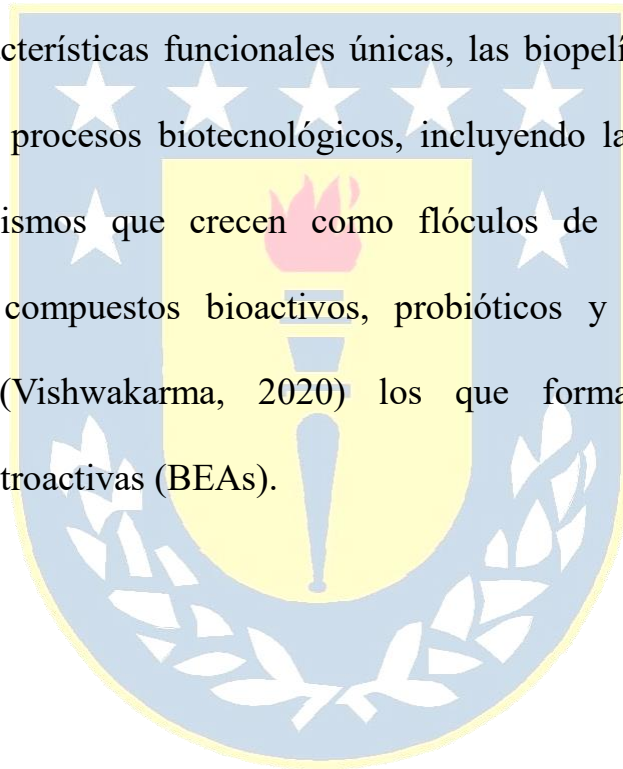 cterísticas funcionales únicas, las biopelí
procesos biotecnológicos, incluyendo la
ismos que crecen como flóculos de
compuestos bioactivos, probióticos y
(Vishwakarma, 2020) los que forma
troactivas (BEAs).